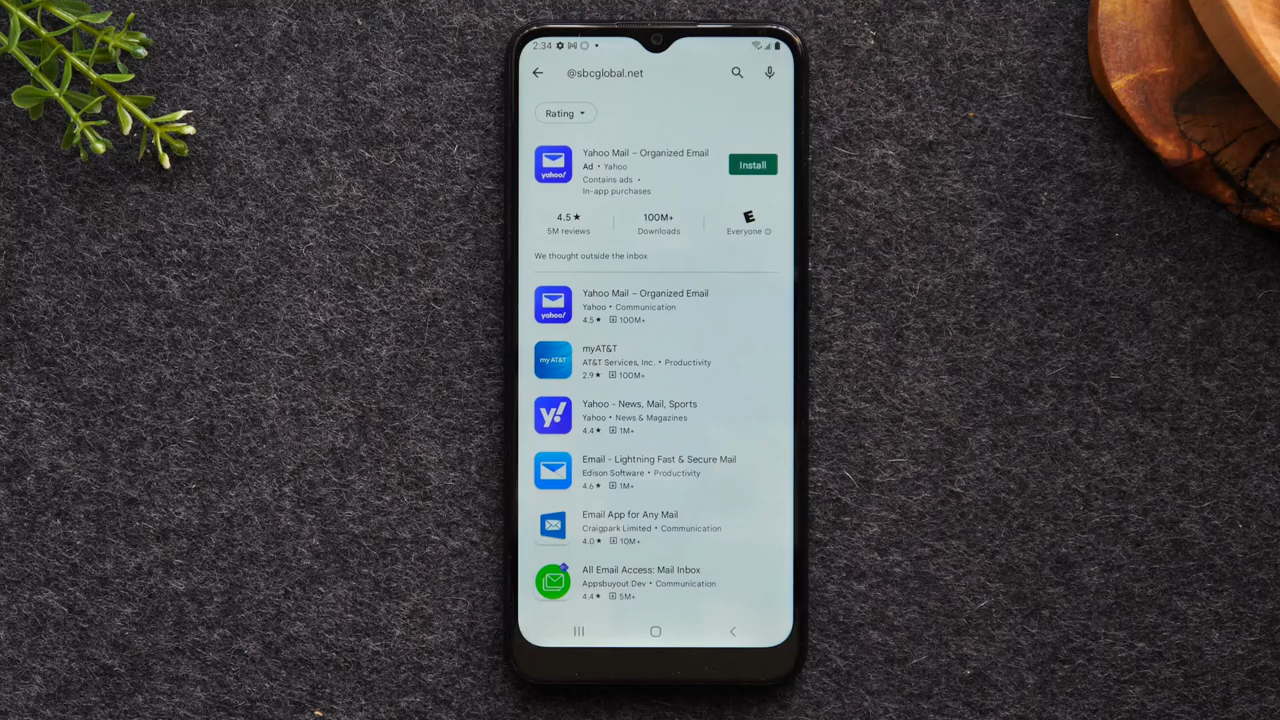 2:34
@sbcglobal.net
Rating
Yahoo Mail – Organized Email
Ad • Yahoo
Contains ads •
In-app purchases
Install
yahoo!
4.5★
5M reviews
100M+
Downloads
E
Everyone
We thought outside the inbox
Yahoo Mail – Organized Email
Yahoo • Communication
4.5★ 100M+
yahoo!
myAT&T
myAT&T
AT&T Services, Inc. • Productivity
2.9★ 100M+
y!
Yahoo - News, Mail, Sports
Yahoo • News & Magazines
4.4★ 1M+
Email - Lightning Fast & Secure Mail
Edison Software • Productivity
4.6★ 1M+
Email App for Any Mail
Craigpark Limited • Communication
4.0★ 10M+
All Email Access: Mail Inbox
Appsbuyout Dev • Communication
4.4★ 5M+